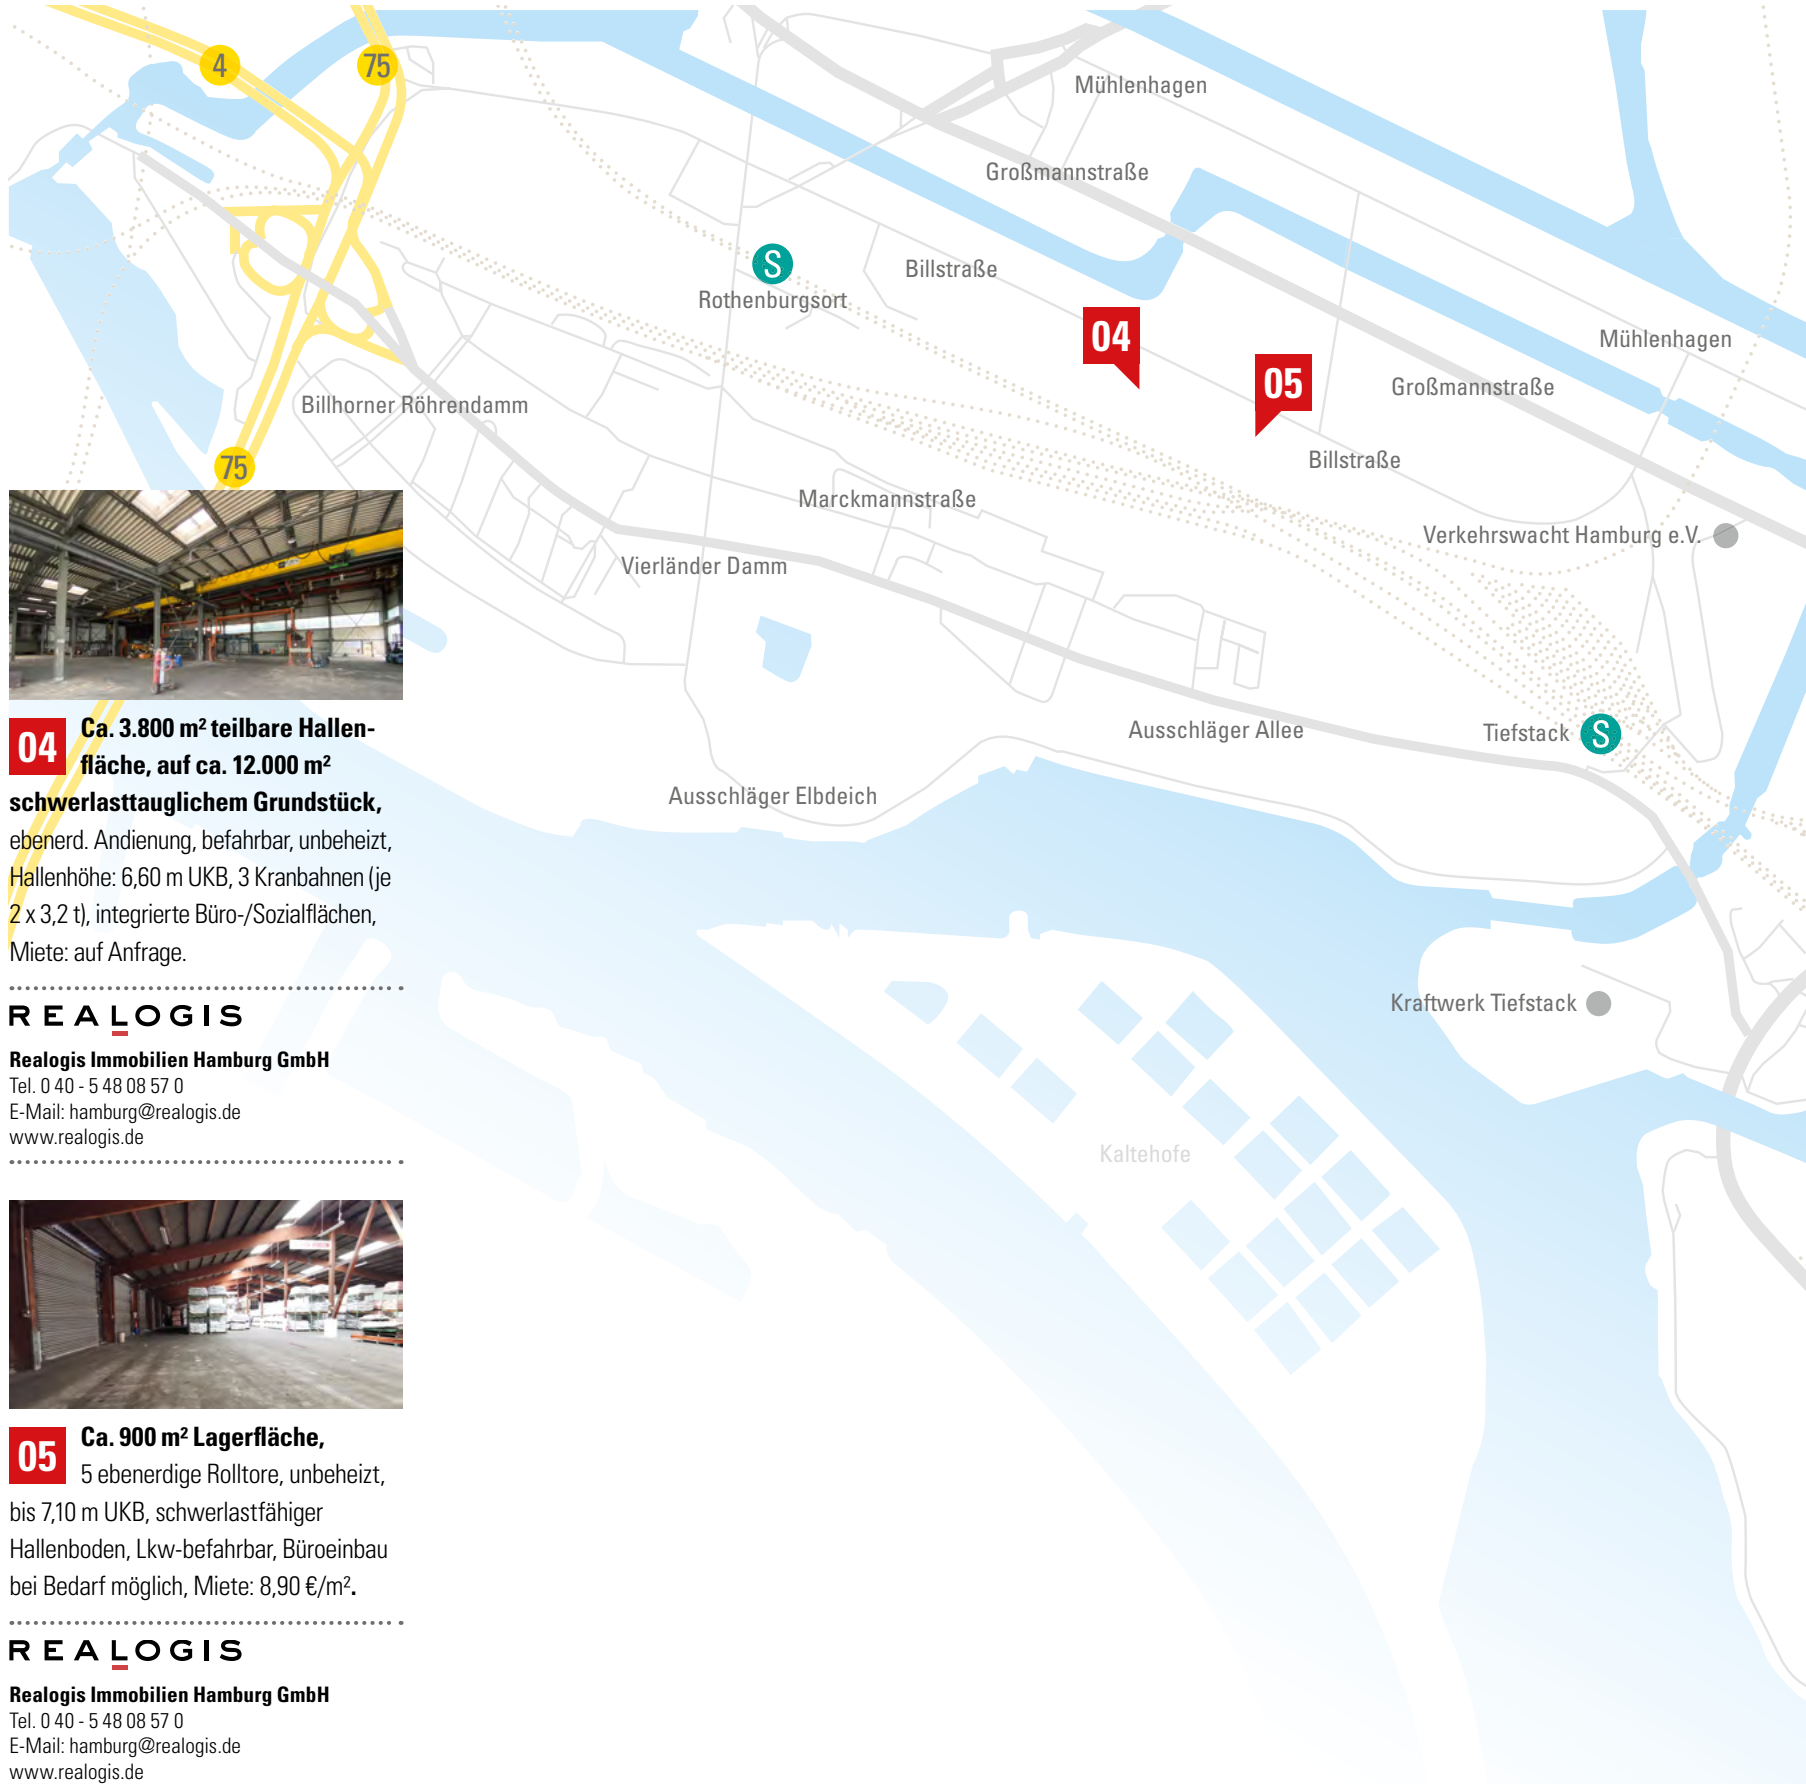 4
75
Mühlenhagen
Großmannstraße
Billstraße
S
Rothenburgsort
04
05
Mühlenhagen
Großmannstraße
Billhorner Röhrendamm
Billstraße
75
Marckmannstraße
Verkehrswacht Hamburg e.V.
Vierländer Damm
Ausschläger Allee
Tiefstack S
Ausschläger Elbdeich
Kraftwerk Tiefstack
Kaltehofe
04
Ca. 3.800 m² teilbare Hallen-
fläche, auf ca. 12.000 m²
schwerlasttauglichem Grundstück,
ebenerd. Andienung, befahrbar, unbeheizt,
Hallenhöhe: 6,60 m UKB, 3 Kranbahnen (je
2 x 3,2 t), integrierte Büro-/Sozialflächen,
Miete: auf Anfrage.
REALOGIS
Realogis Immobilien Hamburg GmbH
Tel. 0 40 - 5 48 08 57 0
E-Mail: hamburg@realogis.de
www.realogis.de
05
Ca. 900 m² Lagerfläche,
5 ebenerdige Rolltore, unbeheizt,
bis 7,10 m UKB, schwerlastfähiger
Hallenboden, Lkw-befahrbar, Büroeinbau
bei Bedarf möglich, Miete: 8,90 €/m².
REALOGIS
Realogis Immobilien Hamburg GmbH
Tel. 0 40 - 5 48 08 57 0
E-Mail: hamburg@realogis.de
www.realogis.de